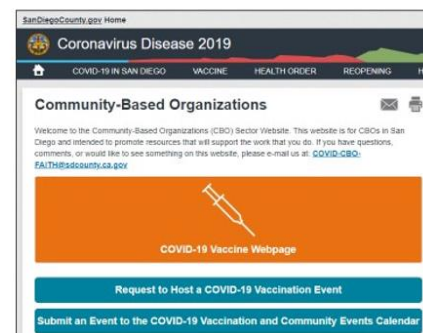 SanDiegoCounty.gov Home
Coronavirus Disease 2019
COVID-19 IN SAN DIEGO VACCINE HEALTH ORDER REOPENING H
Community-Based Organizations
Welcome to the Community-Based Organizations (CBO) Sector Website. This website is for CBOs in San
Diego and intended to promote resources that will support the work that you do. If you have questions,
comments, or would like to see something on this website, please e-mail us at: COVID-CBO-
FAITH@sdcounty.ca.gov
COVID-19 Vaccine Webpage
Request to Host a COVID-19 Vaccination Event
Submit an Event to the COVID-19 Vaccination and Community Events Calendar